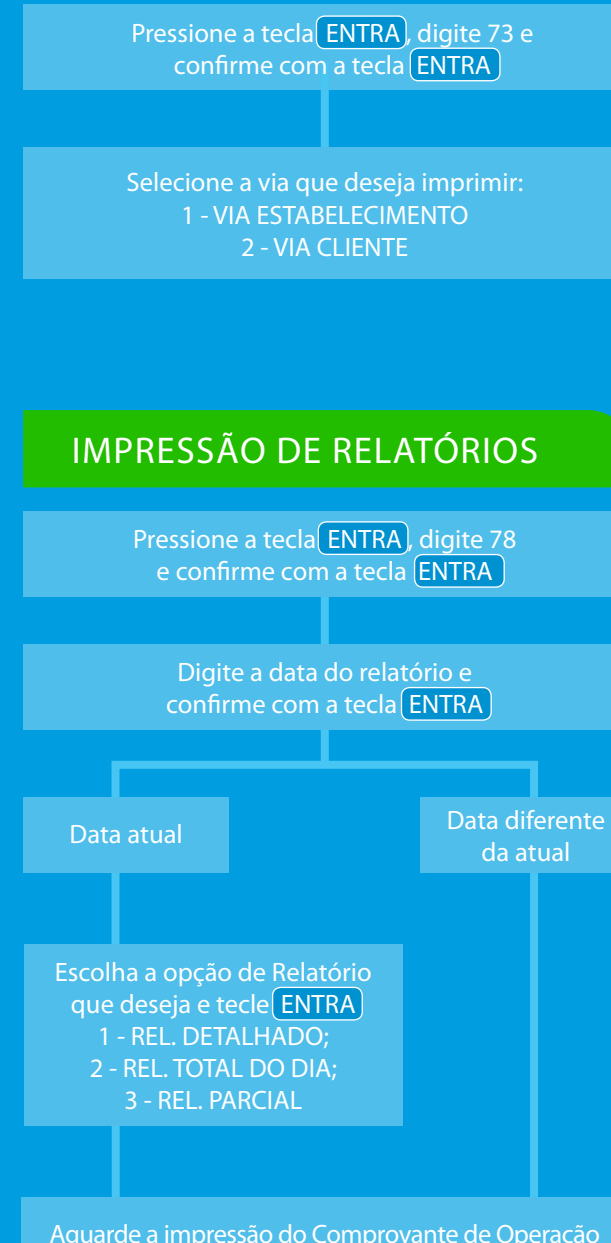 Pressione a tecla ENTRA, digite 73 e
confirme com a tecla ENTRA
Selecione a via que deseja imprimir:
1 - VIA ESTABELECIMENTO
2 - VIA CLIENTE
IMPRESSÃO DE RELATÓRIOS
Pressione a tecla ENTRA, digite 78
e confirme com a tecla ENTRA
Digite a data do relatório e
confirme com a tecla ENTRA
Data atual
Data diferente
da atual
Escolha a opção de Relatório
que deseja e tecle ENTRA
1 - REL. DETALHADO;
2 - REL. TOTAL DO DIA;
3 - REL. PARCIAL
Aguarde a impressão do Comprovante de Operação